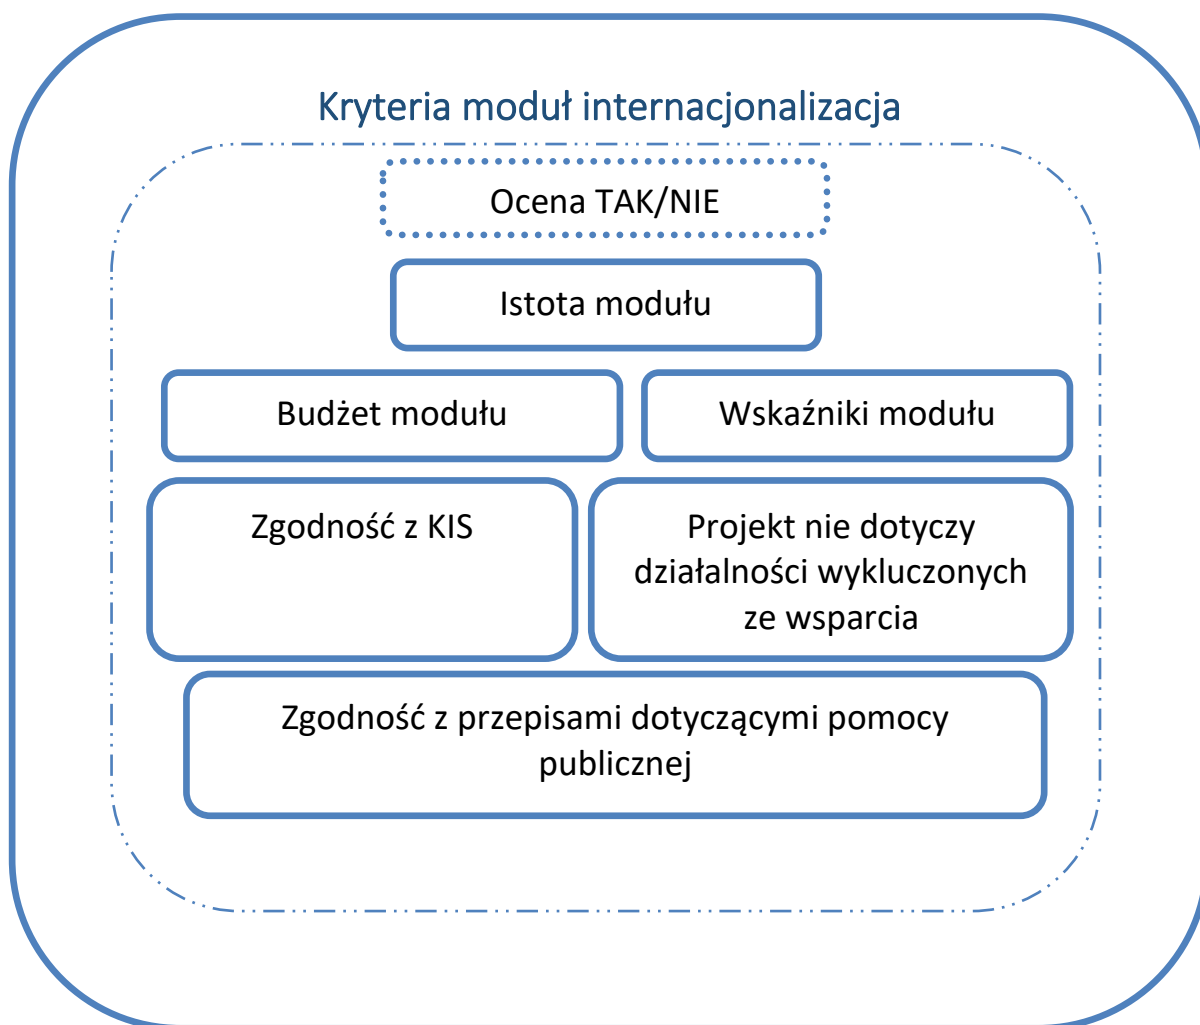 Kryteria moduł internacjonalizacja
Ocena TAK/NIE
Istota modułu
Budżet modułu
Wskaźniki modułu
Zgodność z KIS
Projekt nie dotyczy
działalności wykluczonych
ze wsparcia
Zgodność z przepisami dotyczącymi pomocy
publicznej